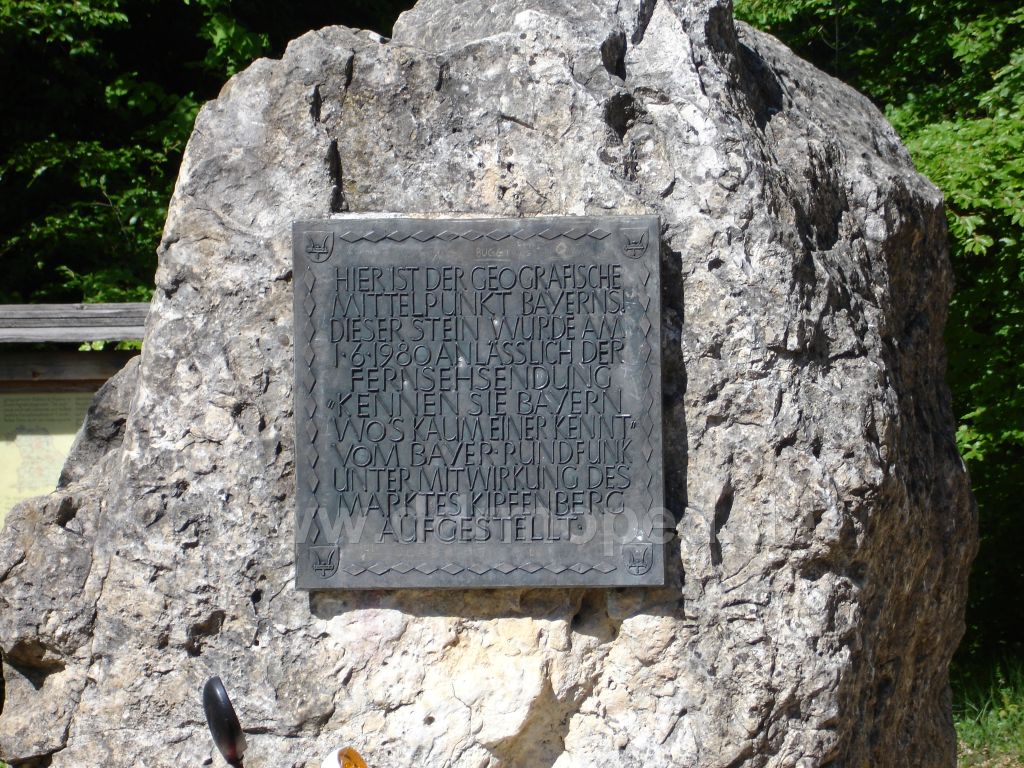 HIER IST DER GEOGRAFISCHE
MITTELPUNKT BAYERNS!
DIESER STEIN WURDE AM
1·6·1980 ANLÄSSLICH DER
FERNSEHSENDUNG
"KENNEN SIE BAYERN
WO'S KAUM EINER KENNT"
VOM BAYER·RUNDFUNK
UNTER MITWIRKUNG DES
MARKTES KIPFENBERG
AUFGESTELLT.